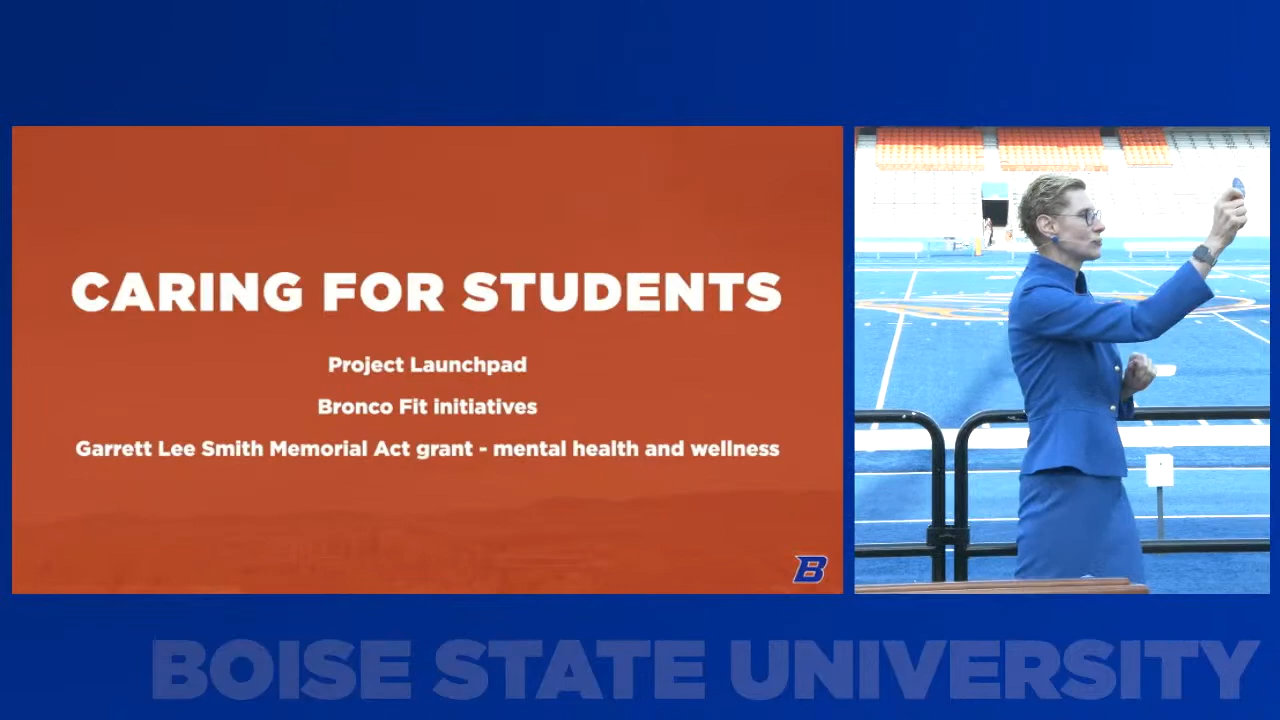 CARING FOR STUDENTS
Project Launchpad
Bronco Fit initiatives
Garrett Lee Smith Memorial Act grant - mental health and wellness
B
BOISE STATE UNIVERSITY